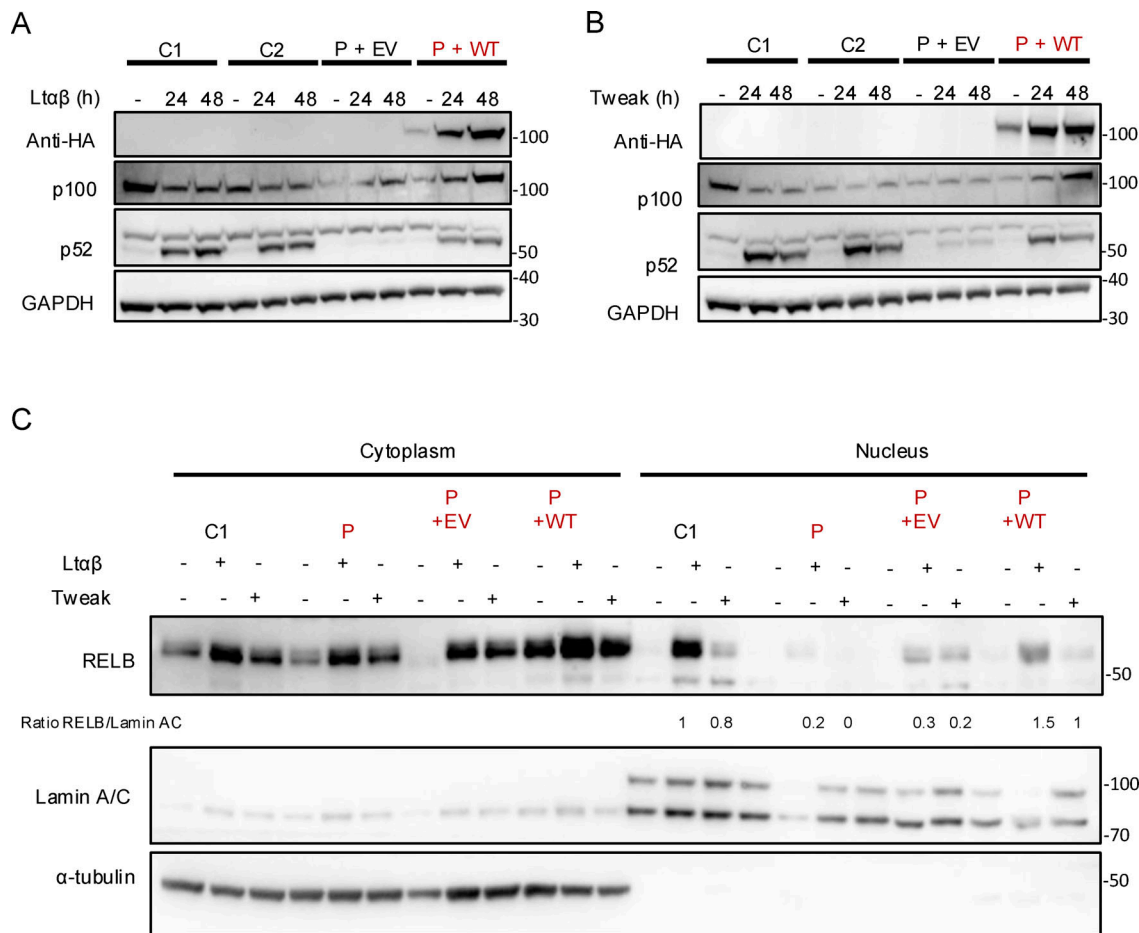 A
C1 C2 P + EV P + WT
Ltαβ (h) - 24 48 - 24 48 - 24 48 - 24 48
Anti-HA -100
p100 -100
p52 -50
-40
GAPDH
-30
B
C1 C2 P + EV P + WT
Tweak (h) - 24 48 - 24 48 - 24 48 - 24 48
Anti-HA -100
p100 -100
p52 -50
-40
GAPDH -30
C
Cytoplasm Nucleus
P P P P
+EV +WT +EV +WT
C1 P C1 P
Ltαβ - + - - + - - + - - + - - + - - + - - + - - +
Tweak - - + - - + - - + - - + - - + - - + - - + - - +
RELB -50
Ratio RELB/Lamin AC 1 0.8 0.2 0 0.3 0.2 1.5 1
Lamin A/C -100
-70
α-tubulin -50